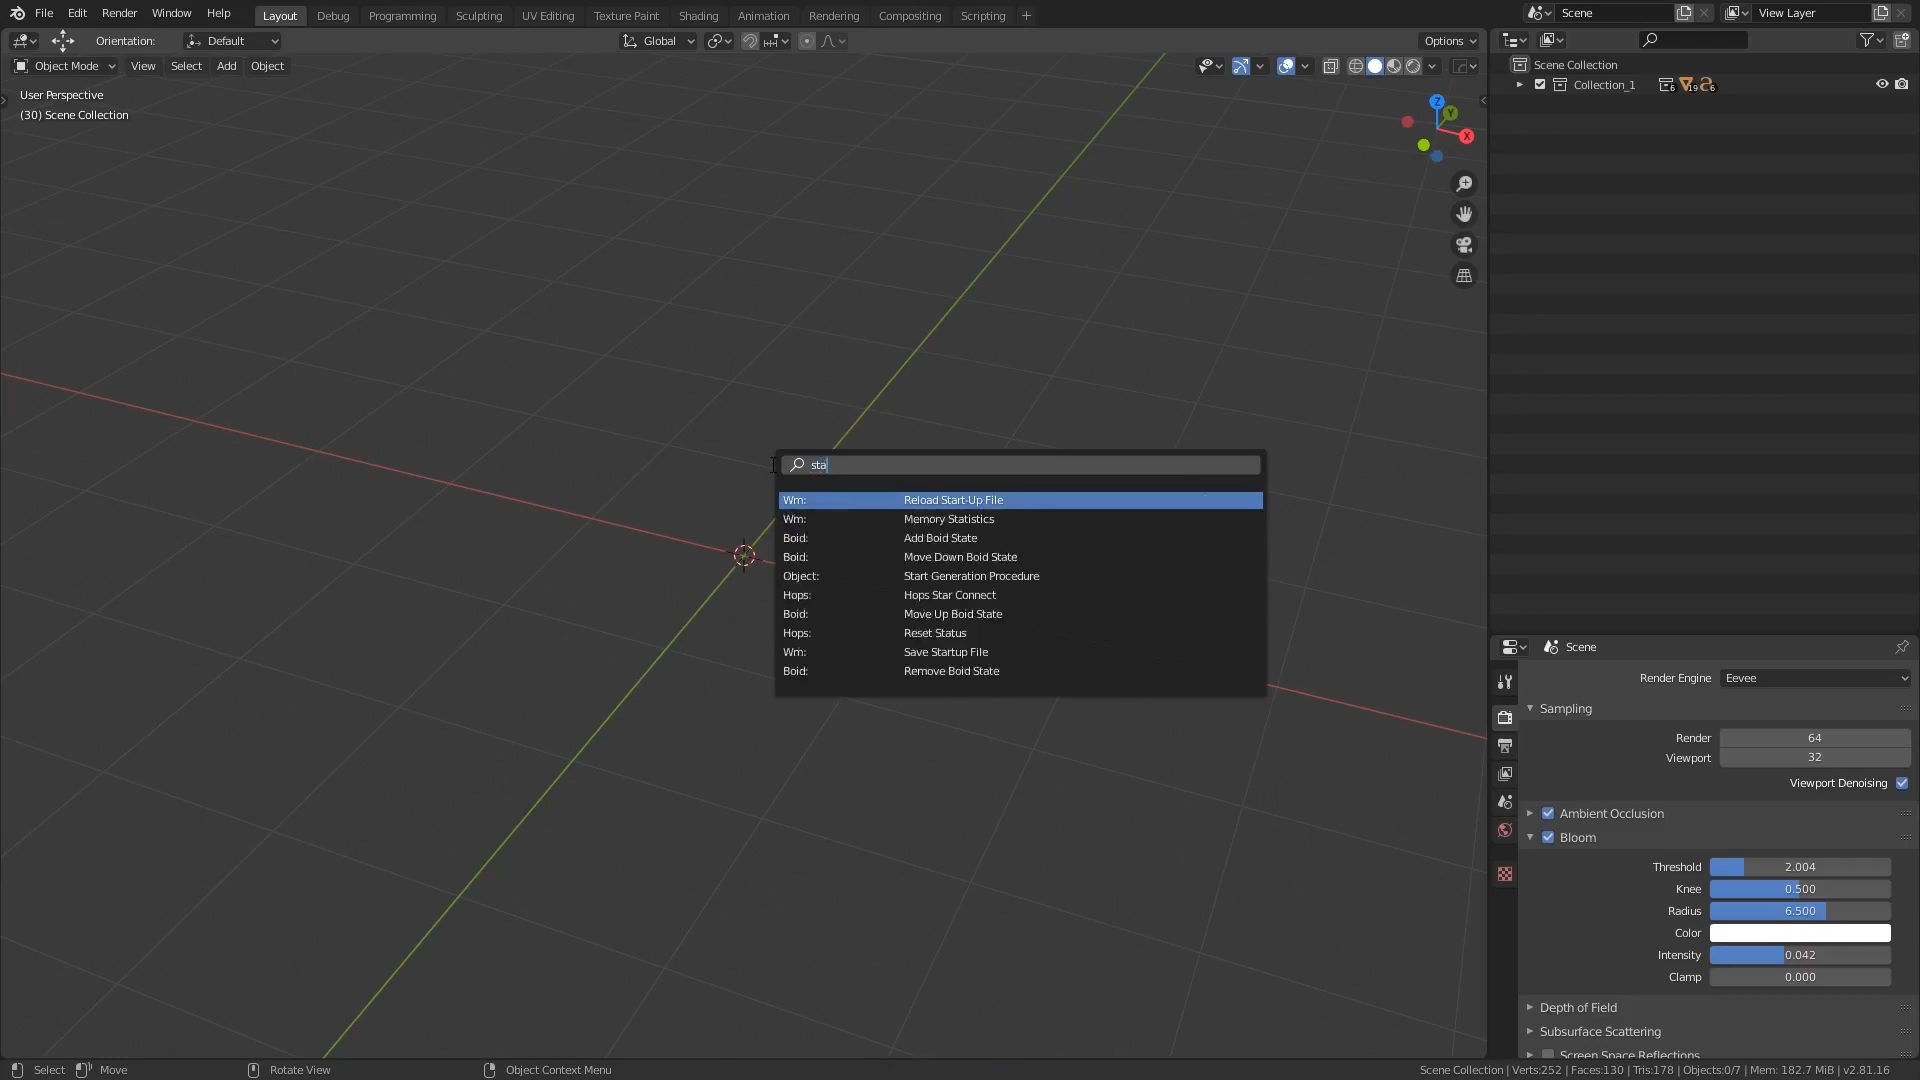 File Edit Render Window Help Layout Debug Programming Sculpting UV Editing Texture Paint Shading Animation Rendering Compositing Scripting + Scene View Layer
Orientation: Default Global Options
Object Mode View Select Add Object
User Perspective
(30) Scene Collection
Z
Y
X
Scene Collection
Collection_1 6 19 6
sta
Wm: Reload Start-Up File
Wm: Memory Statistics
Boid: Add Boid State
Boid: Move Down Boid State
Object: Start Generation Procedure
Hops: Hops Star Connect
Boid: Move Up Boid State
Hops: Reset Status
Wm: Save Startup File
Boid: Remove Boid State
Scene
Render Engine Eevee
Sampling
Render 64
Viewport 32
Viewport Denoising
Ambient Occlusion
Bloom
Threshold 2.004
Knee 0.500
Radius 6.500
Color
Intensity 0.042
Clamp 0.000
Depth of Field
Subsurface Scattering
Screen Space Reflections
Select Move Rotate View Object Context Menu Scene Collection | Verts:252 | Faces:130 | Tris:178 | Objects:0/7 | Mem: 182.7 MiB | v2.81.16